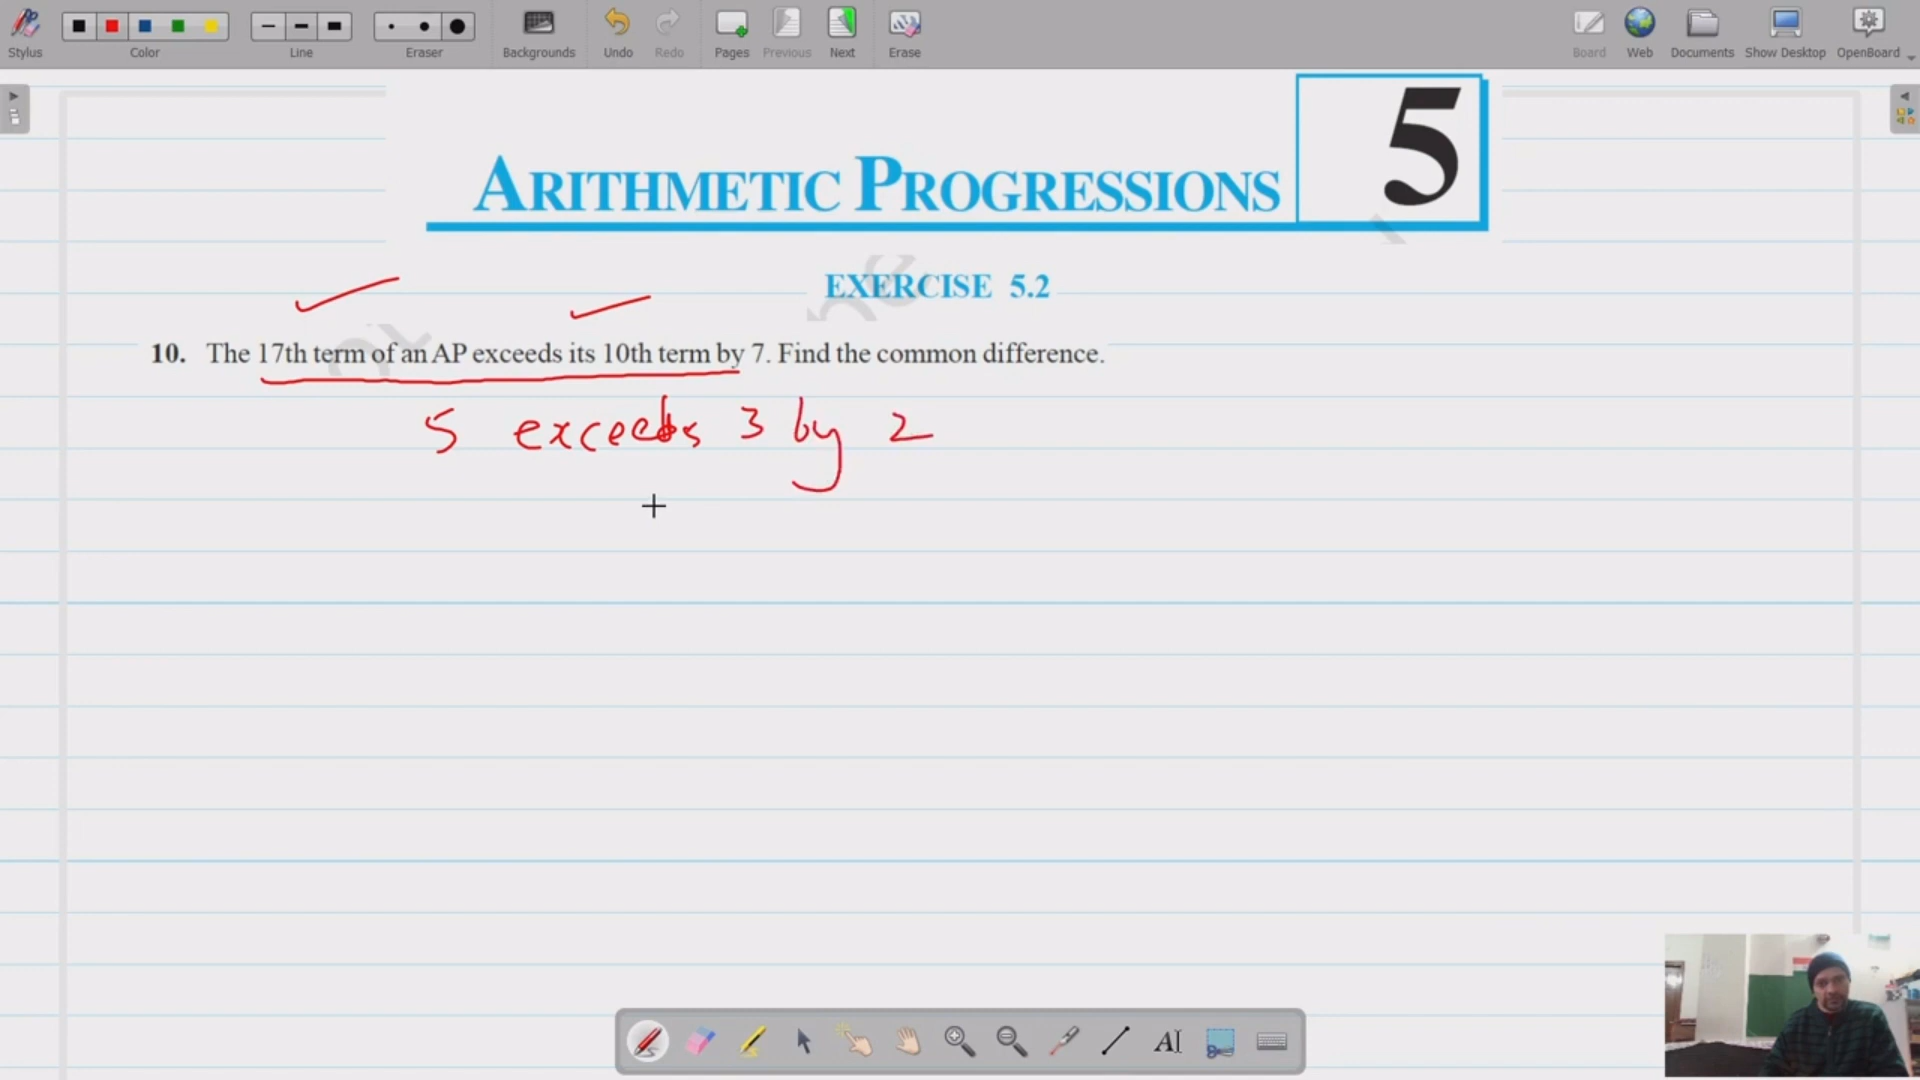 Stylus
Color
Line
Eraser
Backgrounds
Undo
Redo
Pages
Previous
Next
Erase
Board
Web
Documents
Show Desktop
OpenBoard
ARITHMETIC PROGRESSIONS
5
EXERCISE 5.2
10. The 17th term of an AP exceeds its 10th term by 7. Find the common difference.
5 exceeds 3 by 2